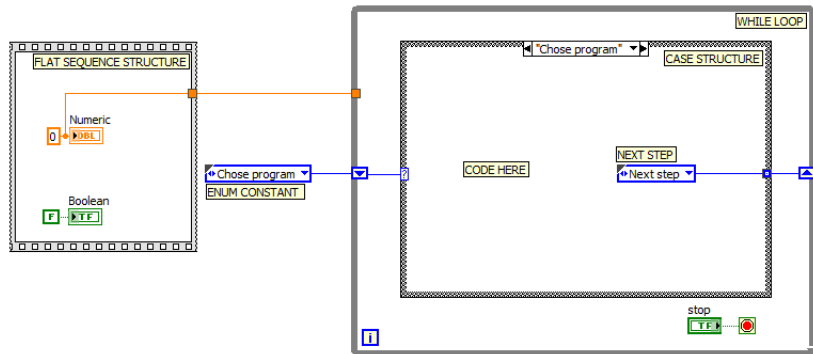 WHILE LOOP
"Chose program"
FLAT SEQUENCE STRUCTURE
CASE STRUCTURE
Numeric
0
DBL
NEXT STEP
Chose program
?
CODE HERE
Next step
ENUM CONSTANT
Boolean
F
TF
stop
TF
i